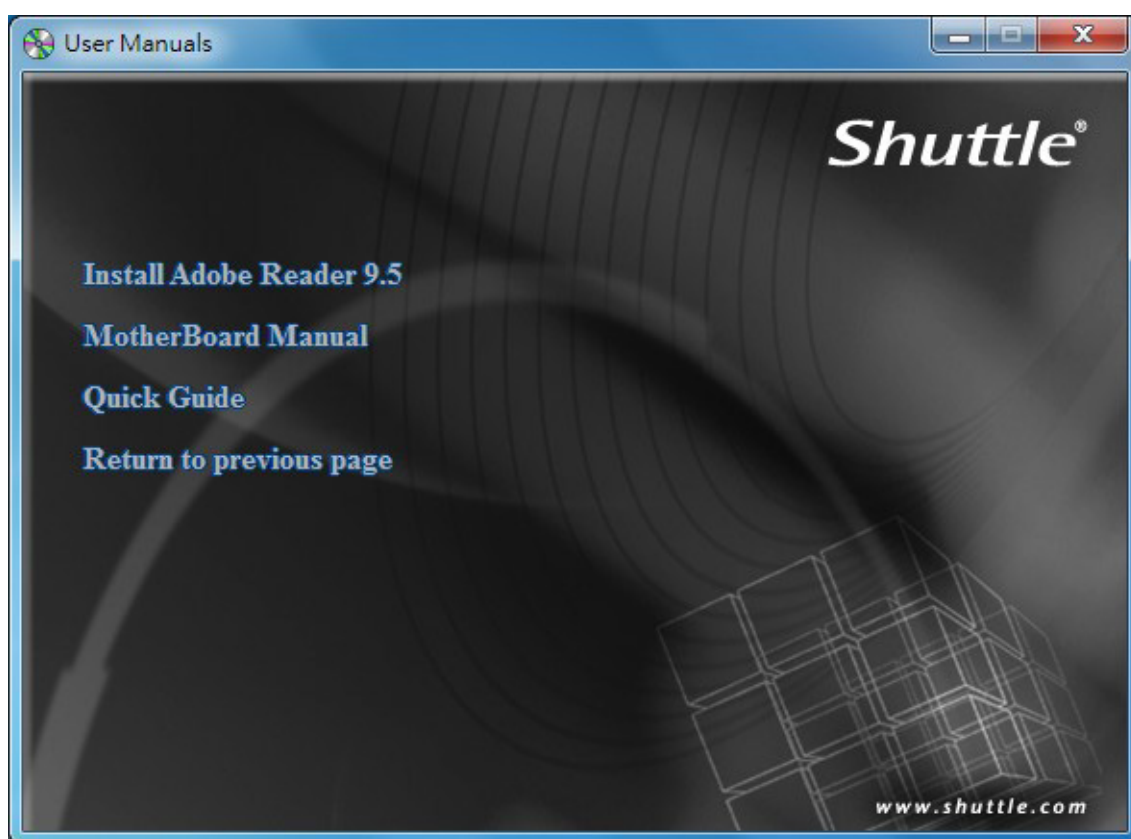 User Manuals
Shuttle®
Install Adobe Reader 9.5
MotherBoard Manual
Quick Guide
Return to previous page
www.shuttle.com